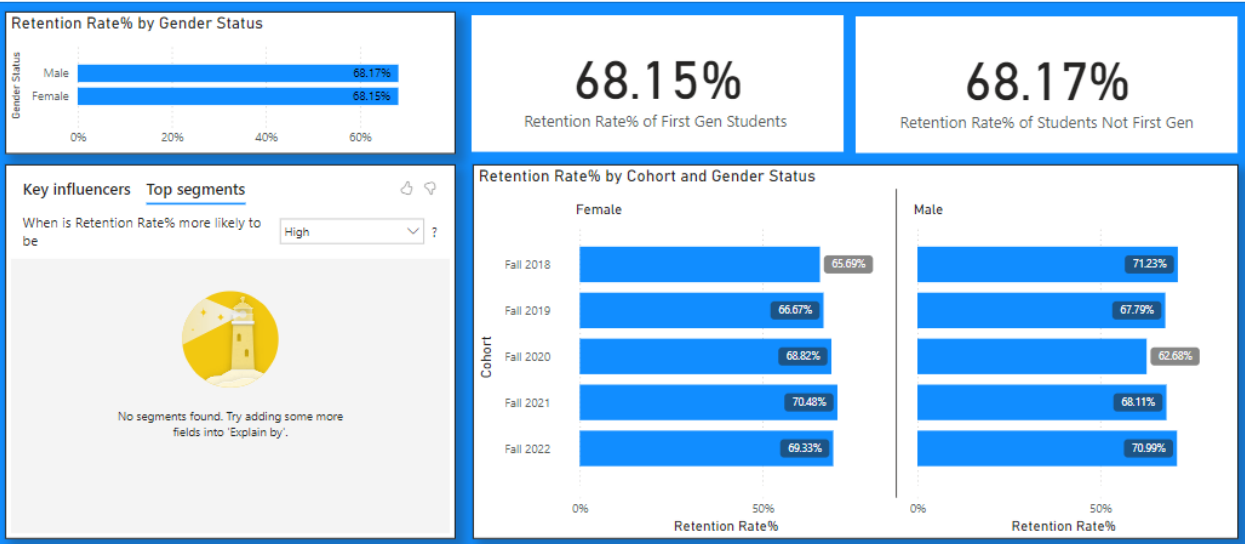 Retention Rate% by Gender Status
Gender Status
Male
68.17%
Female
68.15%
0%
20%
40%
60%
68.15%
Retention Rate% of First Gen Students
68.17%
Retention Rate% of Students Not First Gen
Key influencers Top segments
When is Retention Rate% more likely to
be
High
?
No segments found. Try adding some more
fields into 'Explain by'.
Retention Rate% by Cohort and Gender Status
Female
Male
Cohort
Fall 2018
65.69%
71.23%
Fall 2019
66.67%
67.79%
Fall 2020
68.82%
62.68%
Fall 2021
70.48%
68.11%
Fall 2022
69.33%
70.99%
0%
50%
0%
50%
Retention Rate%
Retention Rate%